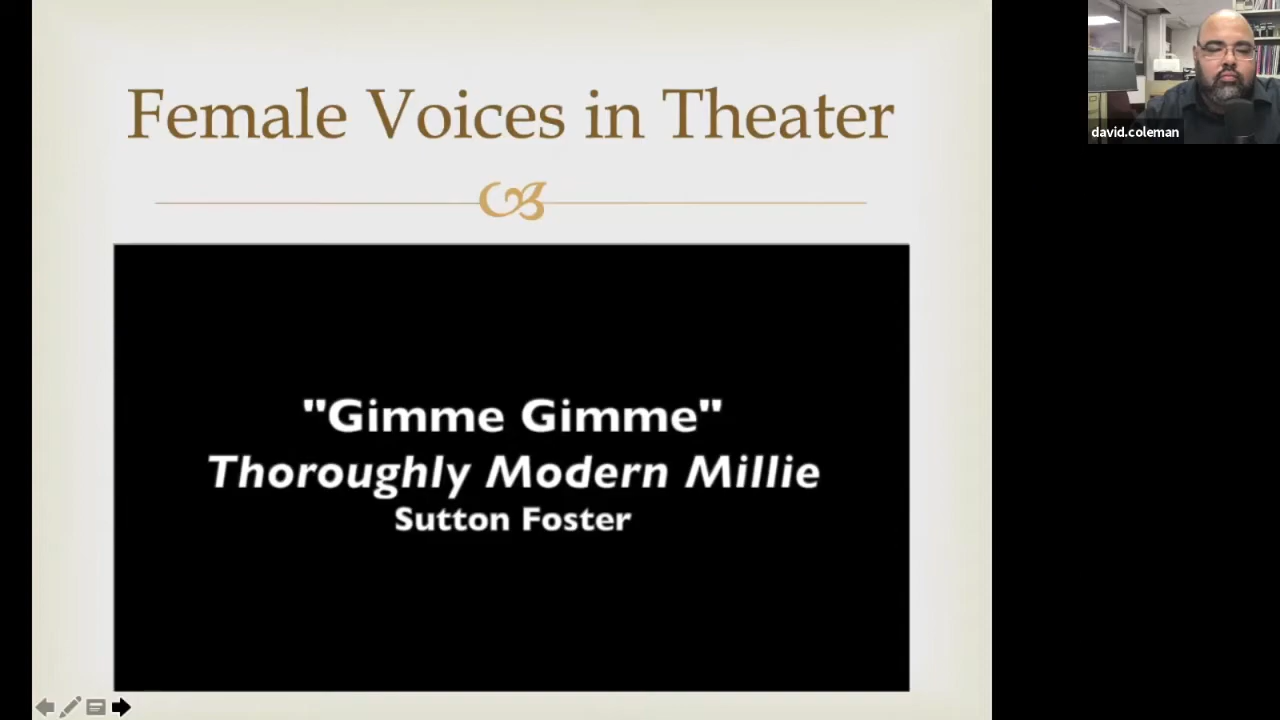 Female Voices in Theater
"Gimme Gimme"
Thoroughly Modern Millie
Sutton Foster
david.coleman